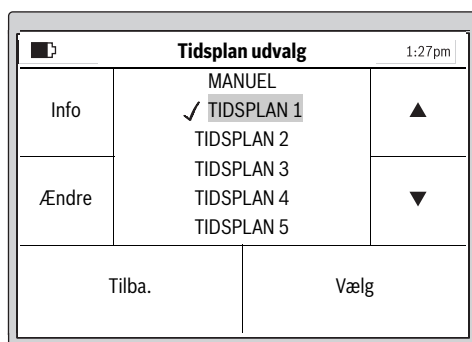 Tidsplan udvalg
1:27pm
Info
Ændre
MANUEL
✓ TIDSPLAN 1
TIDSPLAN 2
TIDSPLAN 3
TIDSPLAN 4
TIDSPLAN 5
▲
▼
Tilba.
Vælg